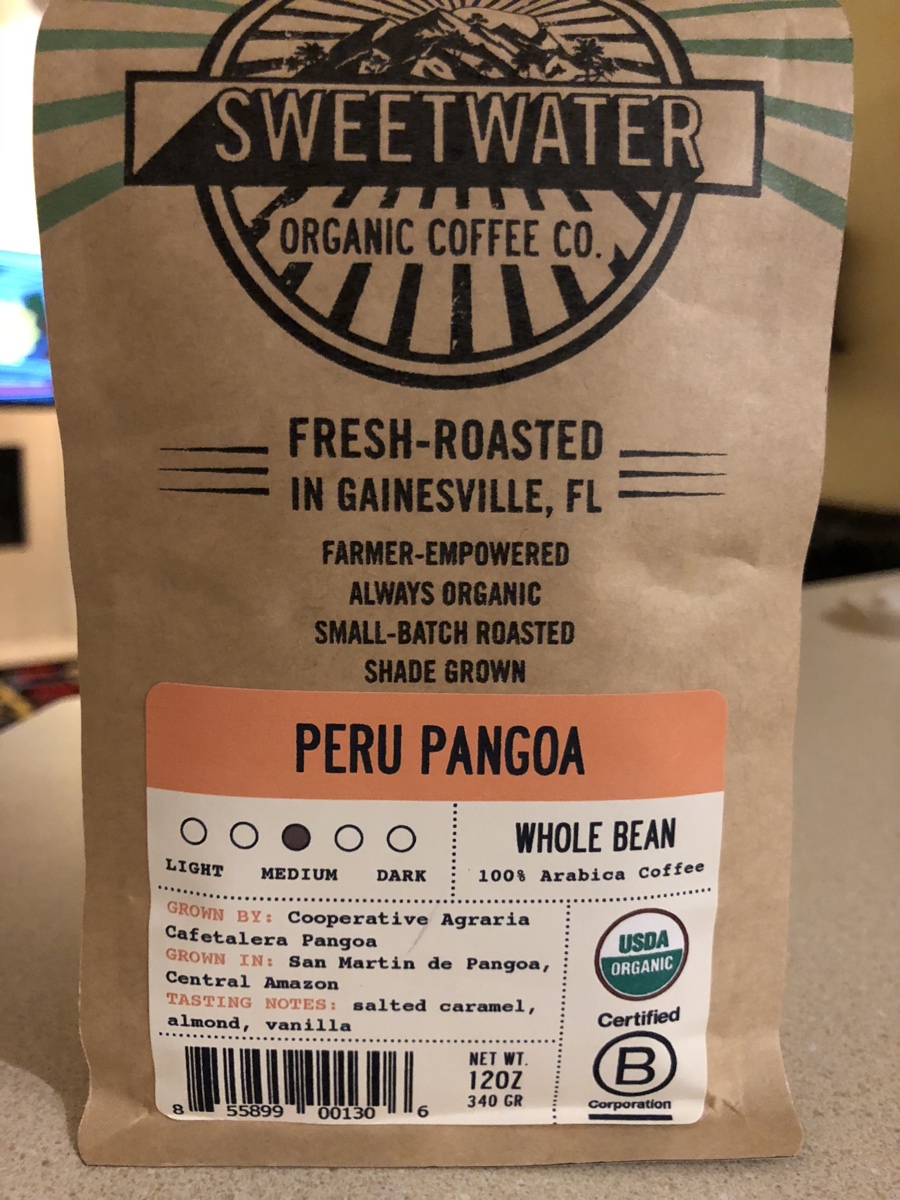 SWEETWATER
ORGANIC COFFEE CO.
FRESH-ROASTED
IN GAINESVILLE, FL
FARMER-EMPOWERED
ALWAYS ORGANIC
SMALL-BATCH ROASTED
SHADE GROWN
PERU PANGOA
LIGHT MEDIUM DARK
WHOLE BEAN
100% Arabica Coffee
GROWN BY: Cooperative Agraria
Cafetalera Pangoa
GROWN IN: San Martin de Pangoa,
Central Amazon
TASTING NOTES: salted caramel,
almond, vanilla
USDA
ORGANIC
Certified
B
Corporation
NET WT.
12OZ
340 GR
8 55899 00130 6